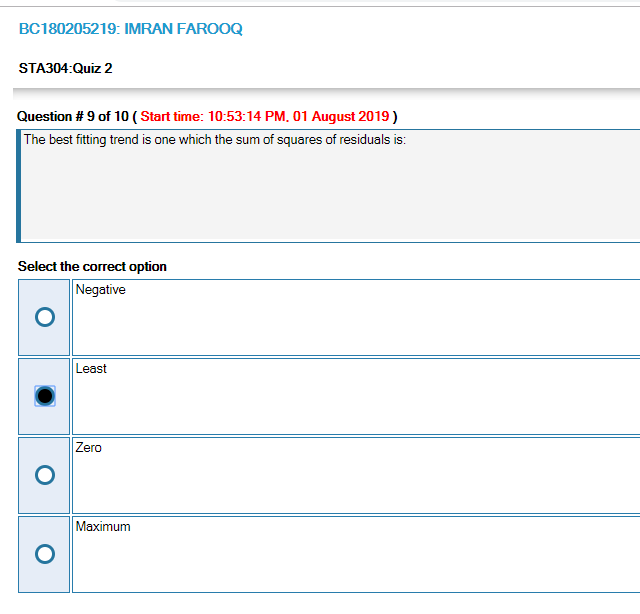 BC180205219: IMRAN FAROOQ
STA304:Quiz 2
Question # 9 of 10 ( Start time: 10:53:14 PM, 01 August 2019 )
The best fitting trend is one which the sum of squares of residuals is:
Select the correct option
Negative
Least
Zero
Maximum